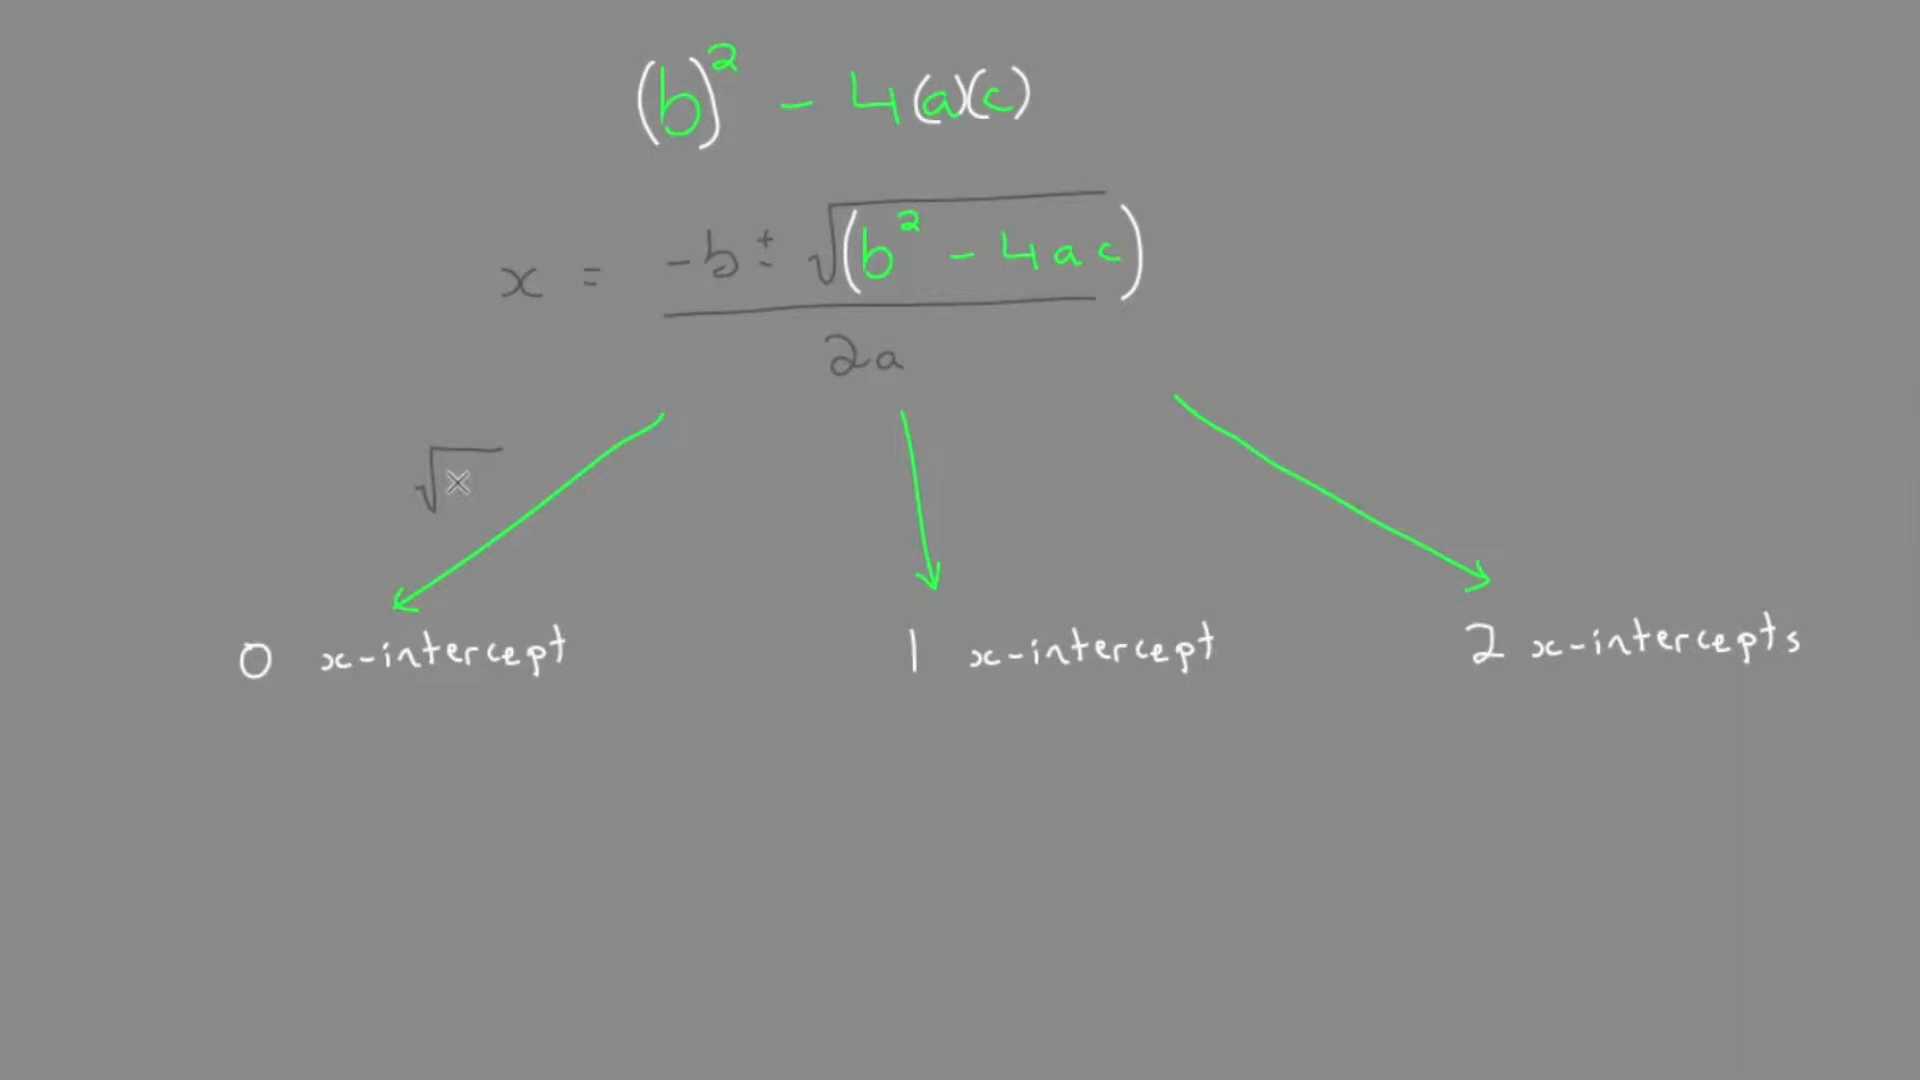 (b)² - 4(a)(c)
x = -b ± √(b² - 4ac) / 2a
√x
0 x-intercept
1 x-intercept
2 x-intercepts